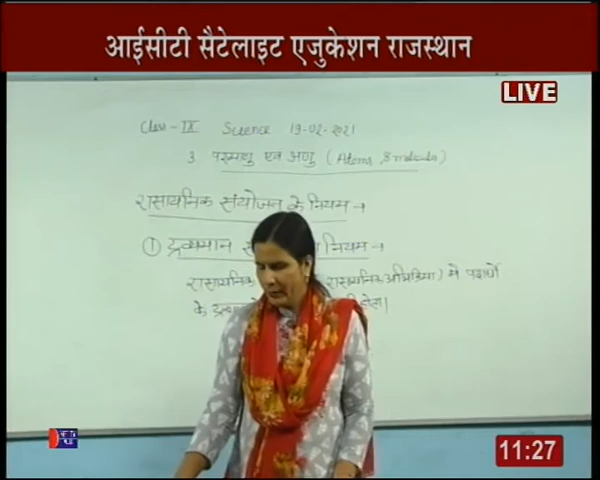 आईसीटी सैटेलाइट एजुकेशन राजस्थान
LIVE
Class - IX Science 19-02-2021
3. परमाणु एवं अणु (Atoms & molecules)
रासायनिक संयोजन के नियम →
① द्रव्यमान नियम →
रासायनिक रासायनिक अभिक्रिया) में पदार्थों
के होता।
11:27